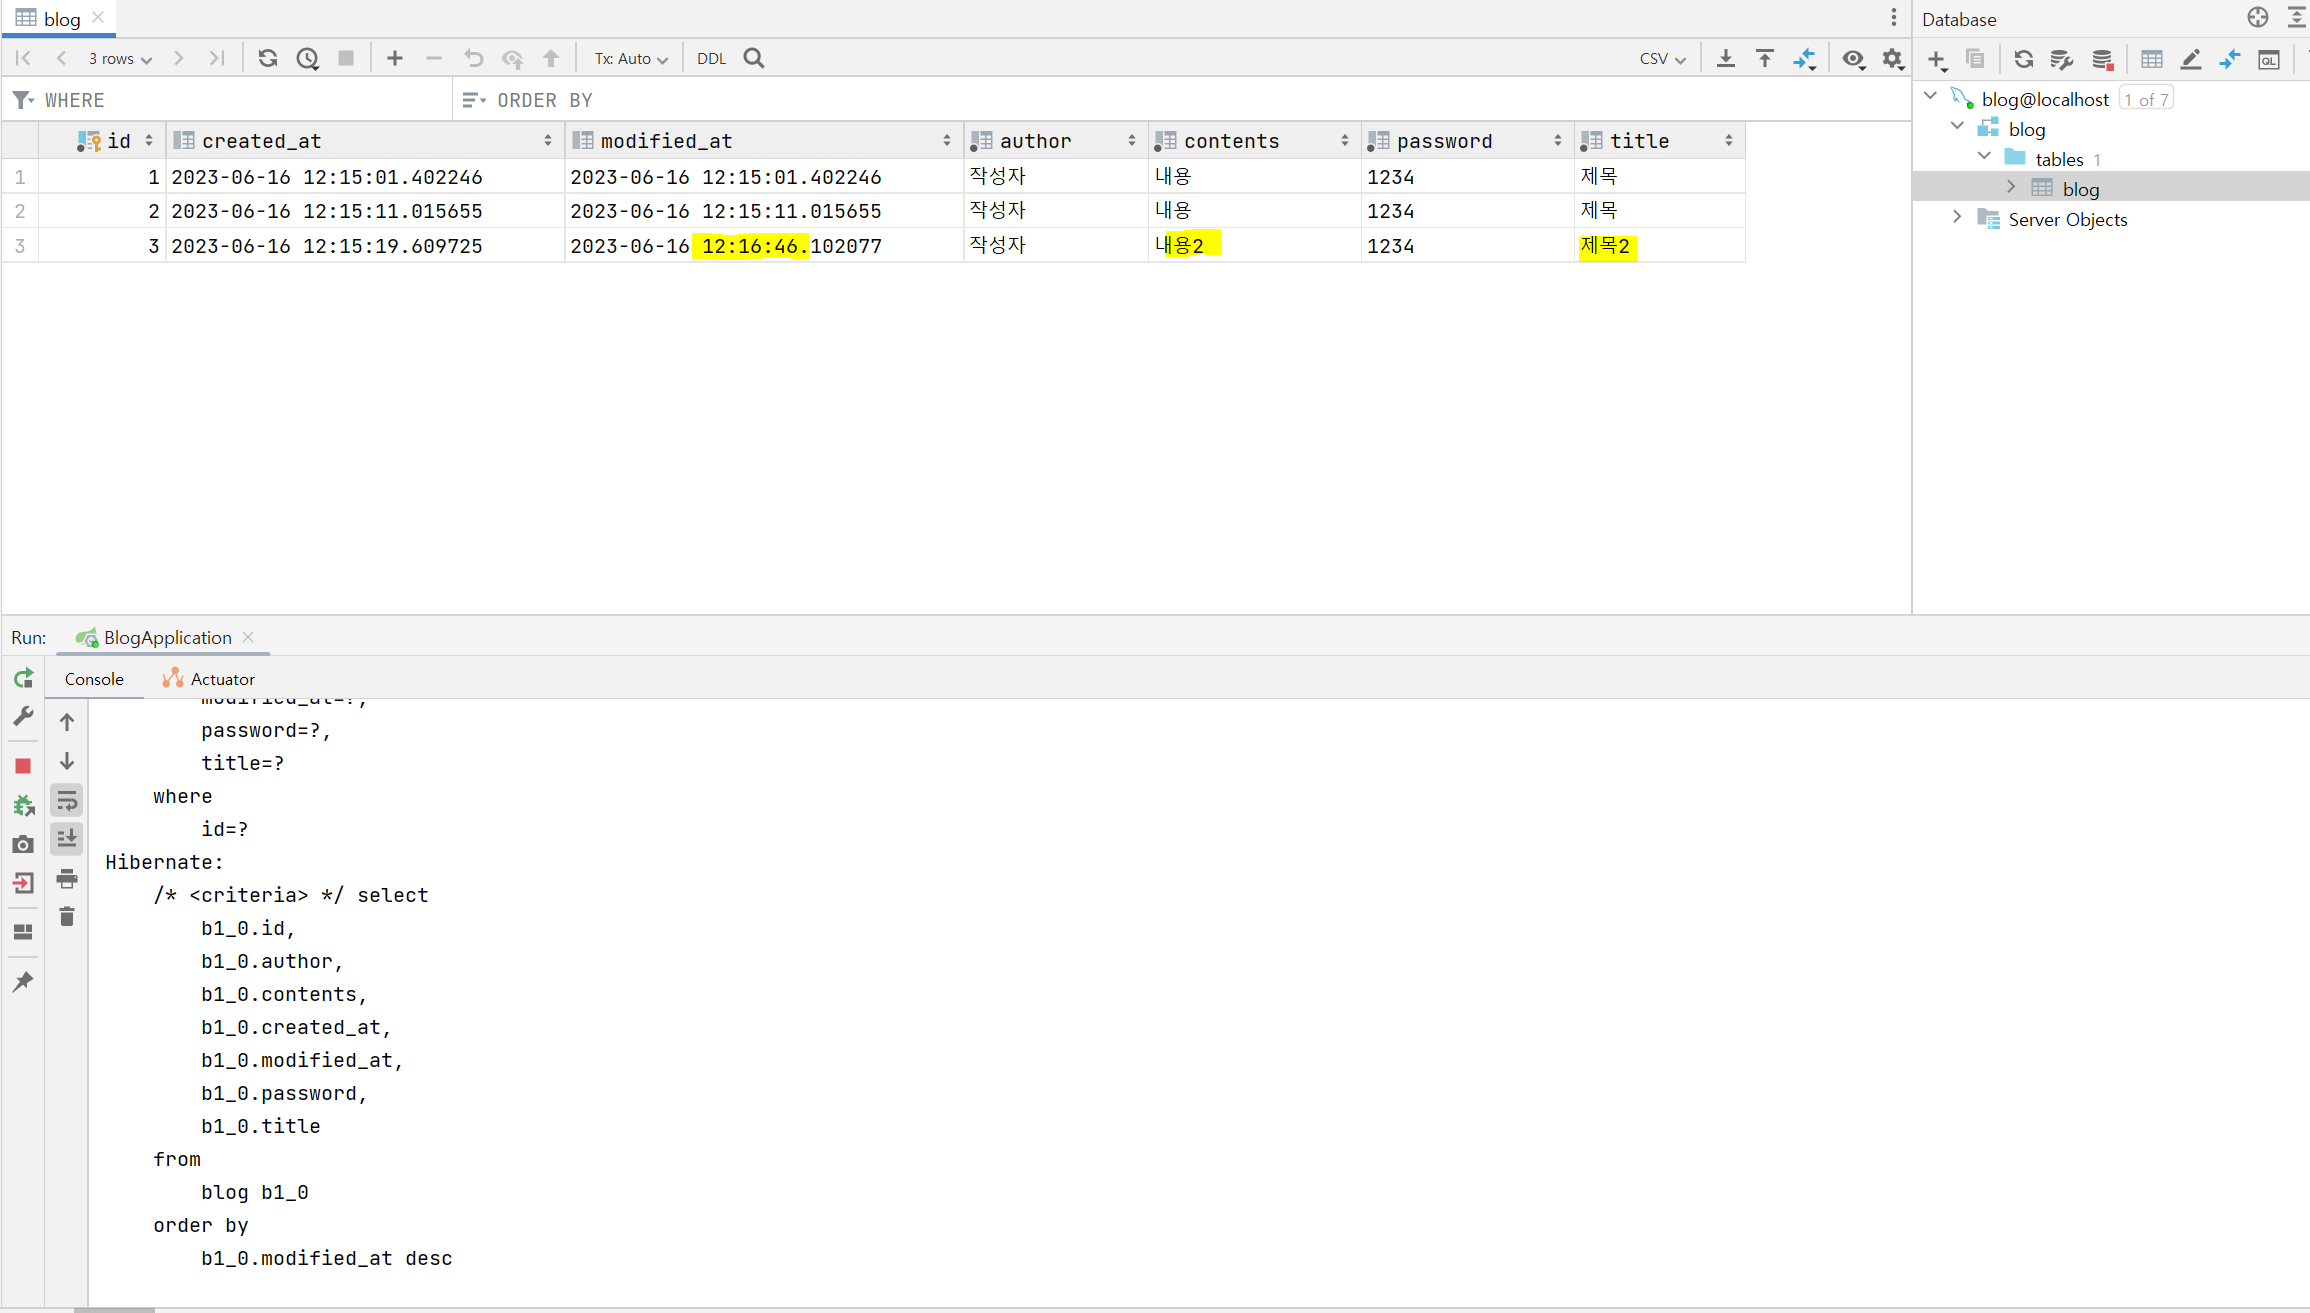 blog
3 rows
Tx: Auto
DDL
CSV
WHERE
ORDER BY
id created_at modified_at author contents password title
1 1 2023-06-16 12:15:01.402246 2023-06-16 12:15:01.402246 작성자 내용 1234 제목
2 2 2023-06-16 12:15:11.015655 2023-06-16 12:15:11.015655 작성자 내용 1234 제목
3 3 2023-06-16 12:15:19.609725 2023-06-16 12:16:46.102077 작성자 내용2 1234 제목2
Database
QL
blog@localhost 1 of 7
blog
tables 1
blog
Server Objects
Run: BlogApplication
Console Actuator
modified_at=?,
password=?,
title=?
where
id=?
Hibernate:
/* <criteria> */ select
b1_0.id,
b1_0.author,
b1_0.contents,
b1_0.created_at,
b1_0.modified_at,
b1_0.password,
b1_0.title
from
blog b1_0
order by
b1_0.modified_at desc